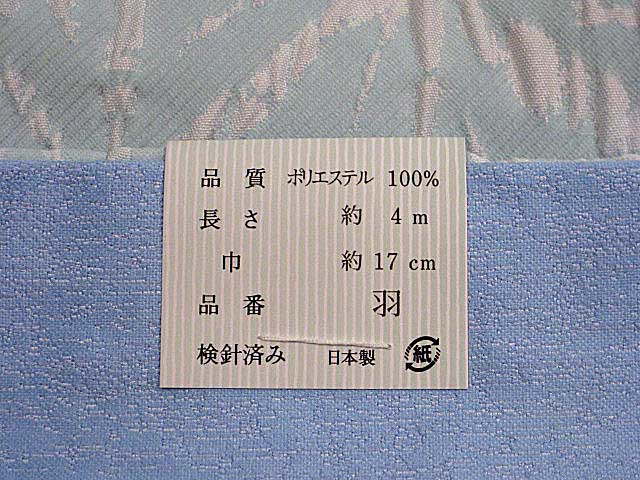 品質 ポリエステル 100%
長さ 約 4 m
巾 約 17 cm
品番 羽
検針済み 日本製 紙